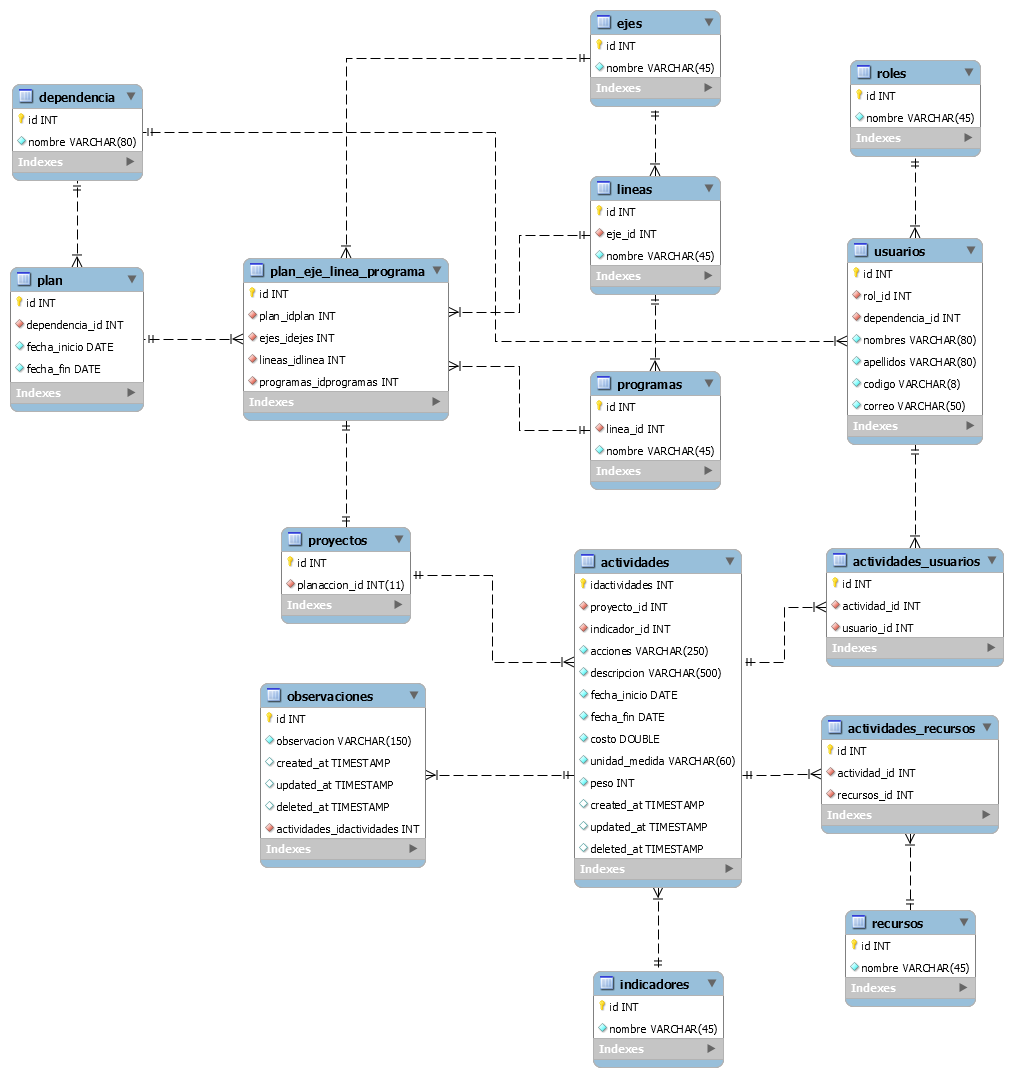 ejes
id INT
nombre VARCHAR(45)
Indexes
roles
id INT
nombre VARCHAR(45)
Indexes
dependencia
id INT
nombre VARCHAR(80)
Indexes
lineas
id INT
eje_id INT
nombre VARCHAR(45)
Indexes
usuarios
id INT
rol_id INT
dependencia_id INT
nombres VARCHAR(80)
apellidos VARCHAR(80)
codigo VARCHAR(8)
correo VARCHAR(50)
Indexes
plan
id INT
dependencia_id INT
fecha_inicio DATE
fecha_fin DATE
Indexes
plan_eje_linea_programa
id INT
plan_idplan INT
ejes_idejes INT
lineas_idlinea INT
programas_idprogramas INT
Indexes
programas
id INT
linea_id INT
nombre VARCHAR(45)
Indexes
proyectos
id INT
planaccion_id INT(11)
Indexes
actividades
idactividades INT
proyecto_id INT
indicador_id INT
acciones VARCHAR(250)
descripcion VARCHAR(500)
fecha_inicio DATE
fecha_fin DATE
costo DOUBLE
unidad_medida VARCHAR(60)
peso INT
created_at TIMESTAMP
updated_at TIMESTAMP
deleted_at TIMESTAMP
Indexes
actividades_usuarios
id INT
actividad_id INT
usuario_id INT
Indexes
observaciones
id INT
observacion VARCHAR(150)
created_at TIMESTAMP
updated_at TIMESTAMP
deleted_at TIMESTAMP
actividades_idactividades INT
Indexes
actividades_recursos
id INT
actividad_id INT
recursos_id INT
Indexes
recursos
id INT
nombre VARCHAR(45)
Indexes
indicadores
id INT
nombre VARCHAR(45)
Indexes